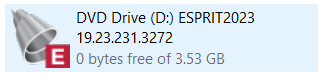 DVD Drive (D:) ESPRIT2023
19.23.231.3272
0 bytes free of 3.53 GB
E